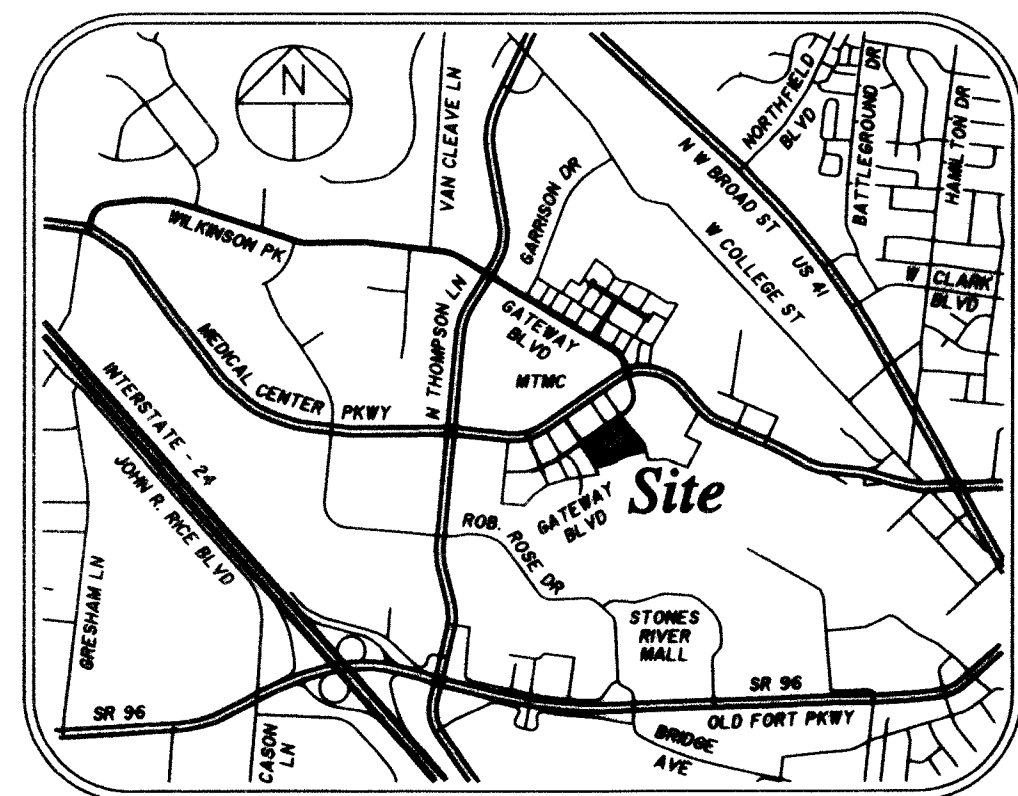 N
VAN CLEAVE LN
NORTHFIELD
BLVD
BATTLEGROUND DR
HAMILTON DR
N W BROAD ST
US 41
W COLLEGE ST
GARRISON DR
WILKINSON PK
W CLARK
BLVD
N THOMPSON LN
GATEWAY
BLVD
MTMC
MEDICAL CENTER PKWY
INTERSTATE - 24
JOHN R. RICE BLVD
Site
GATEWAY
BLVD
ROB. ROSE DR
GRESHAM LN
STONES
RIVER
MALL
SR 96
SR 96
OLD FORT PKWY
CASON
LN
BRIDGE
AVE